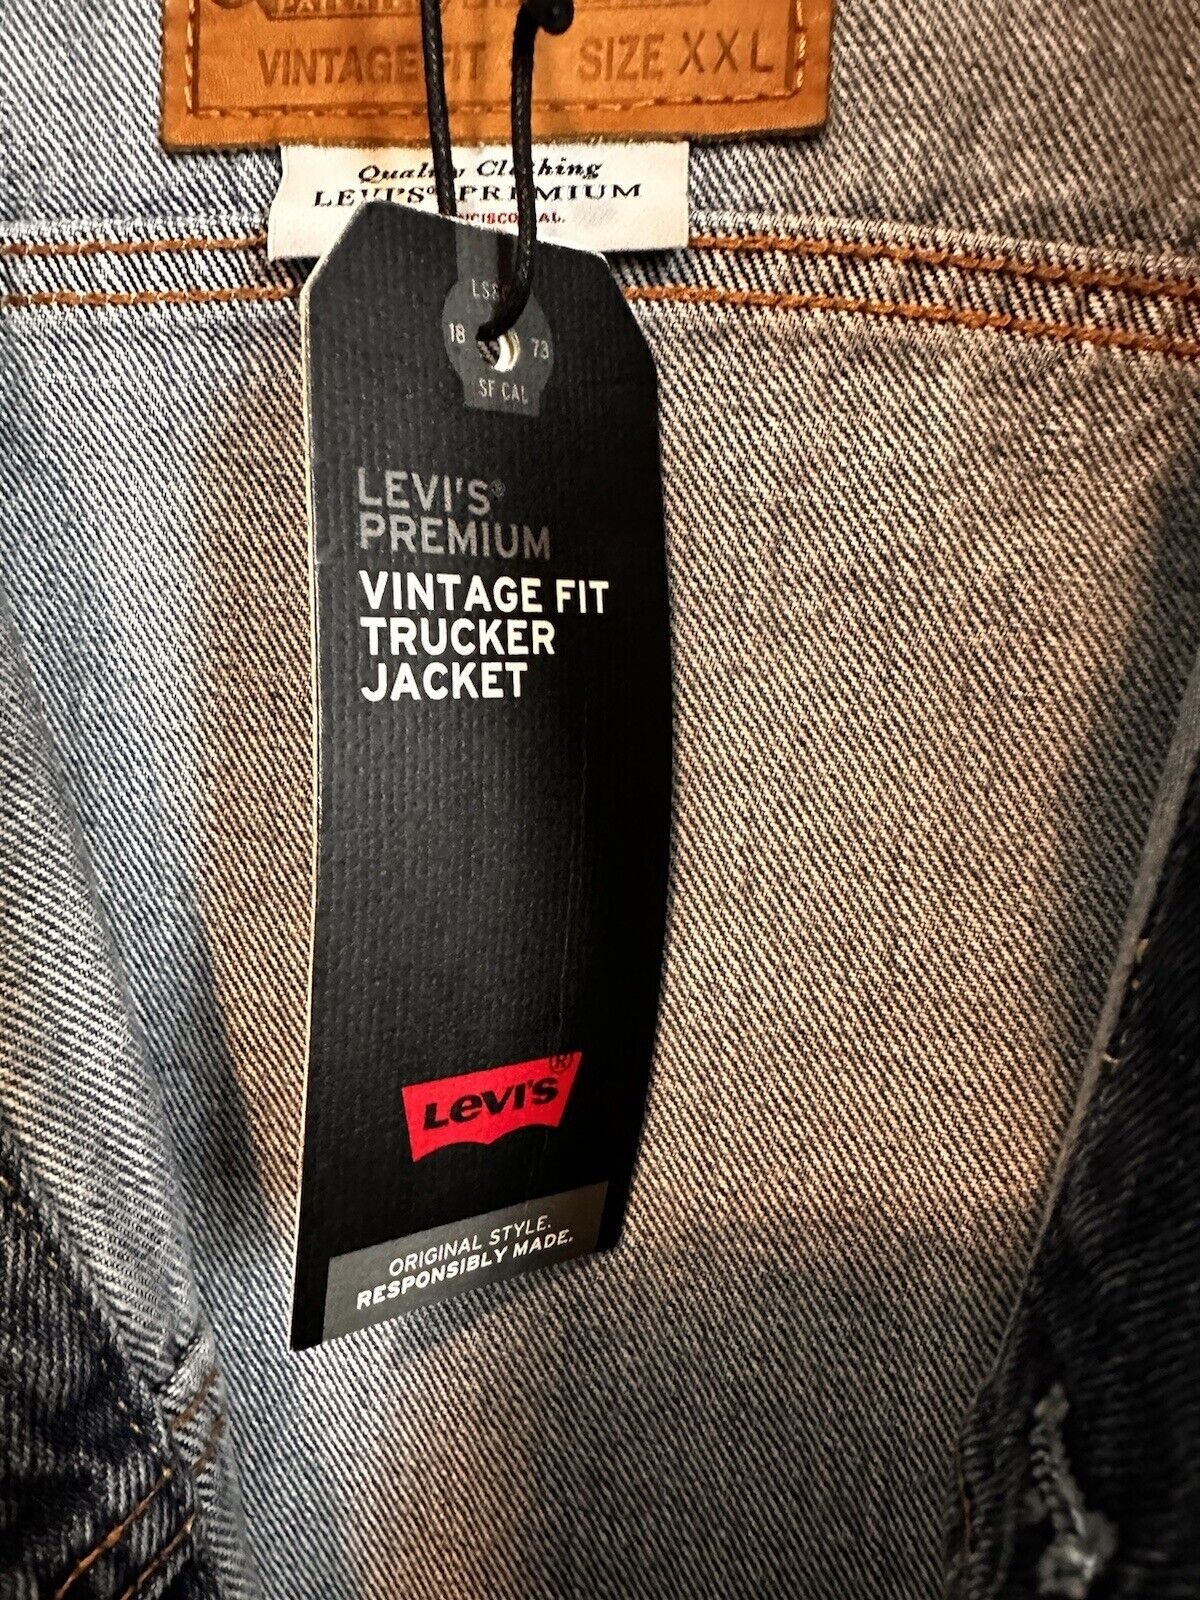 VINTAGE FIT SIZE XXL
Quality Clothing
LEVI'S® PREMIUM
CAL.
18 73
SF CAL
LEVI'S®
PREMIUM
VINTAGE FIT
TRUCKER
JACKET
Levi's®
ORIGINAL STYLE.
RESPONSIBLY MADE.